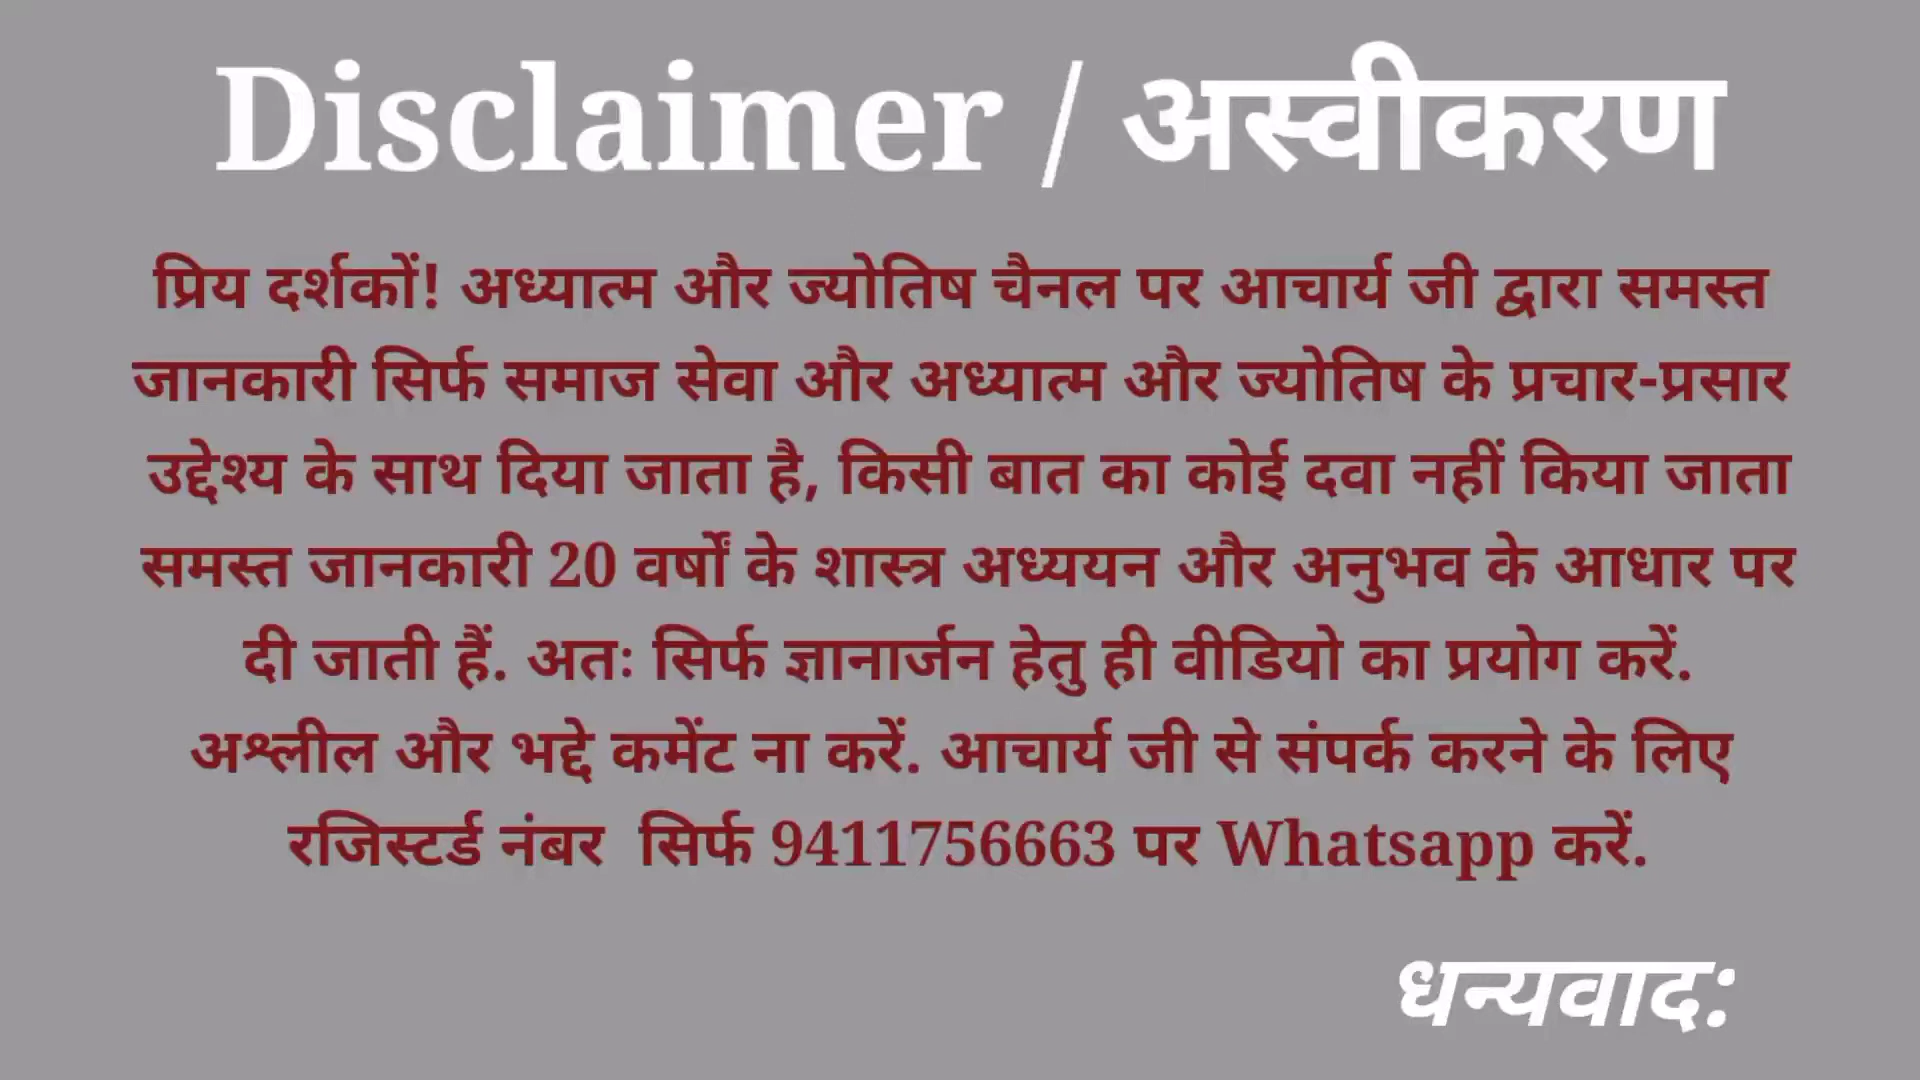 Disclaimer / अस्वीकरण
प्रिय दर्शकों! अध्यात्म और ज्योतिष चैनल पर आचार्य जी द्वारा समस्त
जानकारी सिर्फ समाज सेवा और अध्यात्म और ज्योतिष के प्रचार-प्रसार
उद्देश्य के साथ दिया जाता है, किसी बात का कोई दवा नहीं किया जाता
समस्त जानकारी 20 वर्षों के शास्त्र अध्ययन और अनुभव के आधार पर
दी जाती हैं. अतः सिर्फ ज्ञानार्जन हेतु ही वीडियो का प्रयोग करें.
अश्लील और भद्दे कमेंट ना करें. आचार्य जी से संपर्क करने के लिए
रजिस्टर्ड नंबर  सिर्फ 9411756663 पर Whatsapp करें.
धन्यवाद: